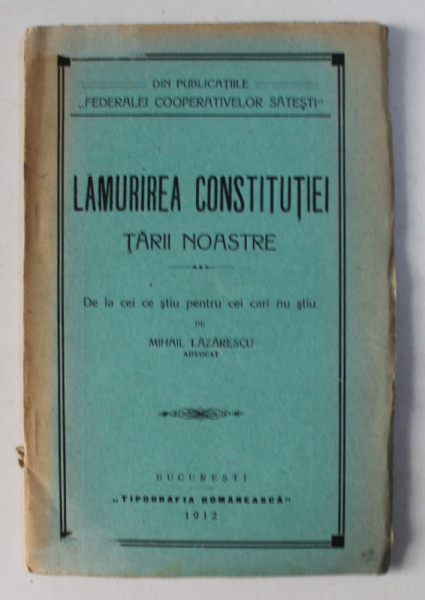 DIN PUBLICAȚIILE
„FEDERALEI COOPERATIVELOR SĂTEȘTI“
LĂMURIREA CONSTITUȚIEI
ȚĂRII NOASTRE
De la cei ce știu pentru cei cari nu știu
DE
MIHAIL LĂZĂRESCU
ADVOCAT
BUCUREȘTI
„TIPOGRAFIA ROMÂNEASCĂ“
1912